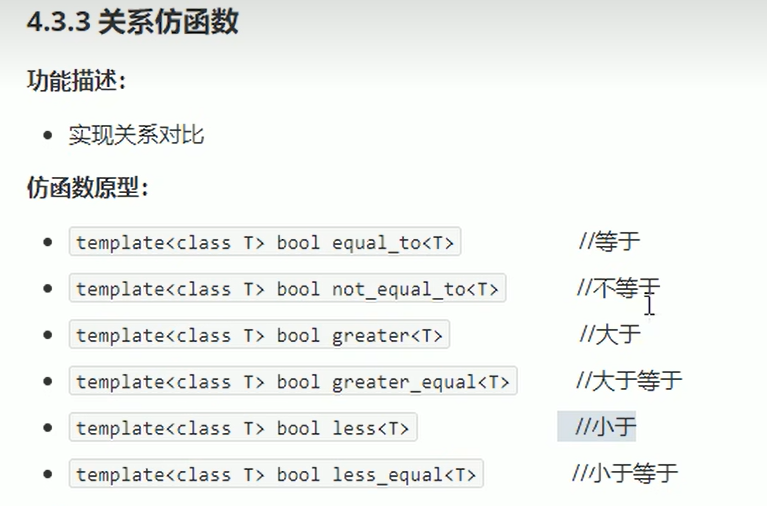 4.3.3 关系仿函数
功能描述：
实现关系对比
仿函数原型：
template<class T> bool equal_to<T> //等于
template<class T> bool not_equal_to<T> //不等于
template<class T> bool greater<T> //大于
template<class T> bool greater_equal<T> //大于等于
template<class T> bool less<T> //小于
template<class T> bool less_equal<T> //小于等于